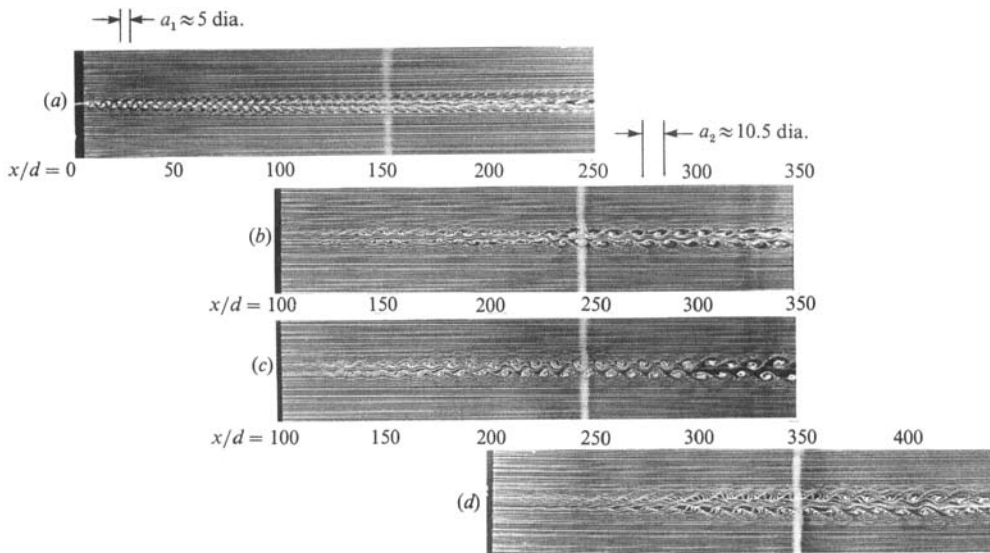 a₁ ≈ 5 dia.
(a)
x/d = 0 50 100 150 200 250 300 350
a₂ ≈ 10.5 dia.
(b)
x/d = 100 150 200 250 300 350
(c)
x/d = 100 150 200 250 300 350 400
(d)